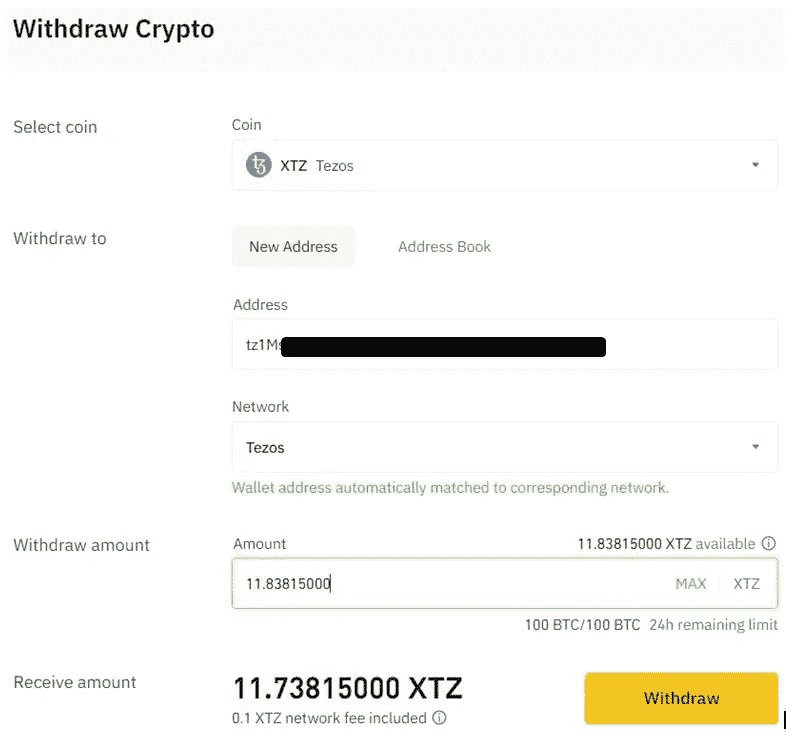 Withdraw Crypto
Select coin
Coin
XTZ Tezos
Withdraw to
New Address Address Book
Address
tz1Ms
Network
Tezos
Wallet address automatically matched to corresponding network.
Withdraw amount
Amount 11.83815000 XTZ available
11.83815000 MAX XTZ
100 BTC/100 BTC 24h remaining limit
Receive amount
11.73815000 XTZ
0.1 XTZ network fee included
Withdraw